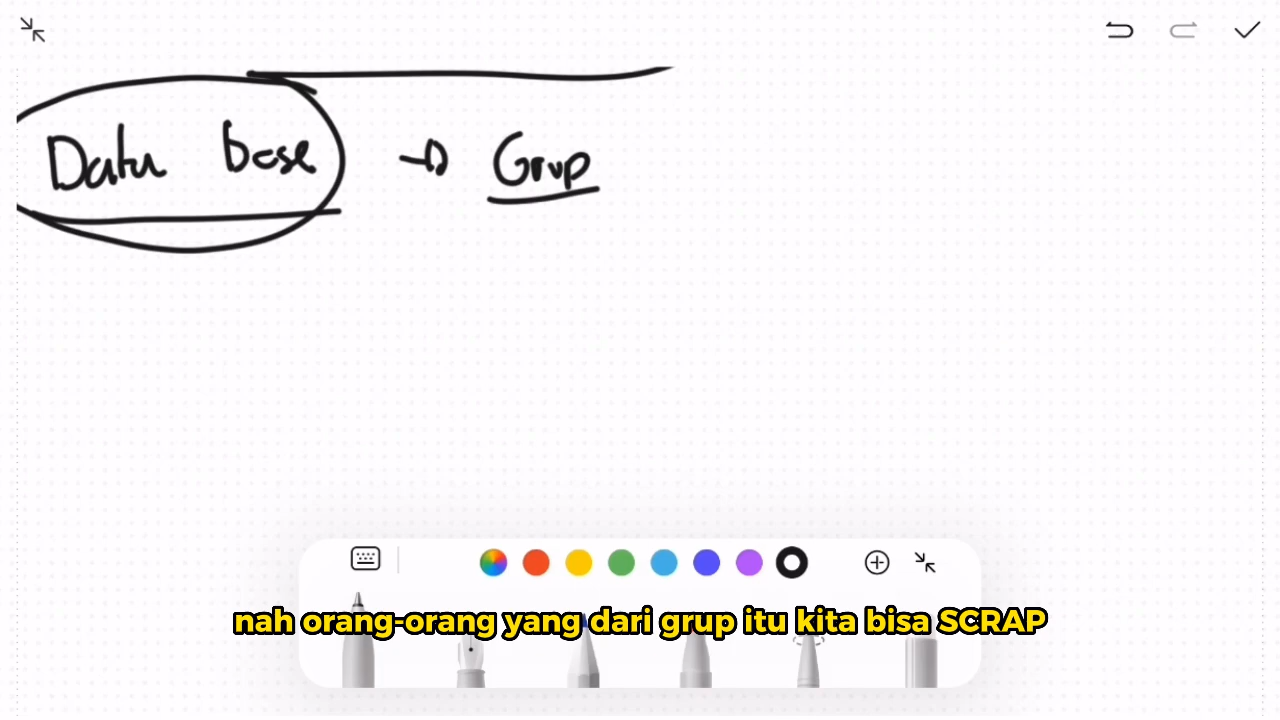 Data base → Grup
nah orang-orang yang dari grup itu kita bisa SCRAP